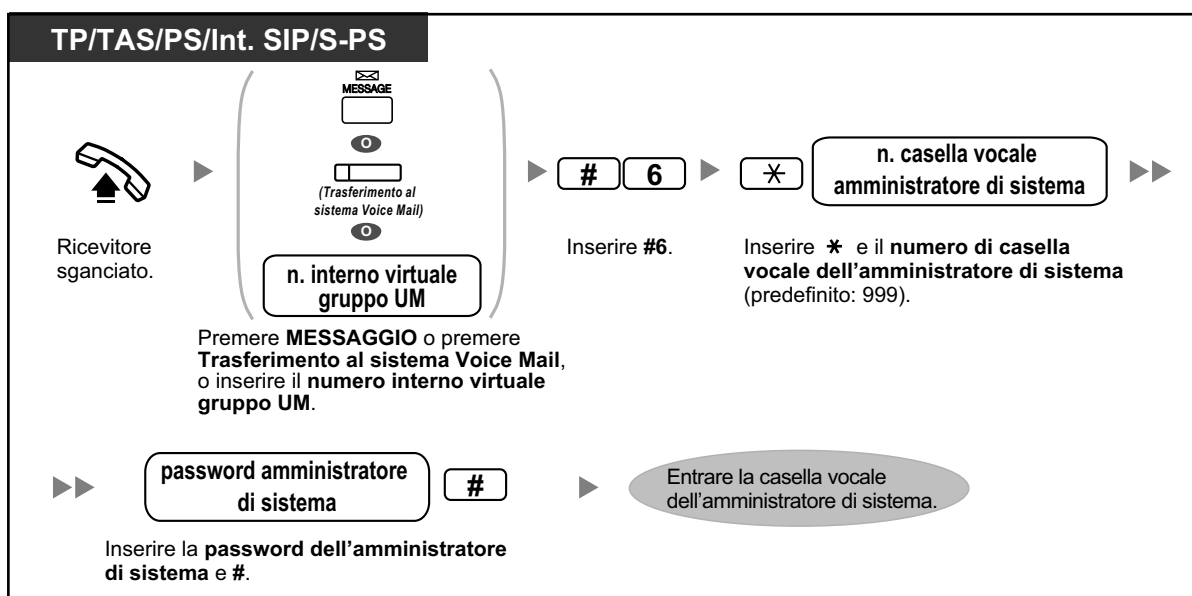 TP/TAS/PS/Int. SIP/S-PS
MESSAGE
O
(Trasferimento al
sistema Voice Mail)
O
n. interno virtuale
gruppo UM
# 6
* n. casella vocale
amministratore di sistema
Ricevitore
sganciato.
Premere MESSAGGIO o premere
Trasferimento al sistema Voice Mail,
o inserire il numero interno virtuale
gruppo UM.
Inserire #6.
Inserire * e il numero di casella
vocale dell'amministratore di sistema
(predefinito: 999).
password amministratore
di sistema
#
Entrare la casella vocale
dell'amministratore di sistema.
Inserire la password dell'amministratore
di sistema e #.